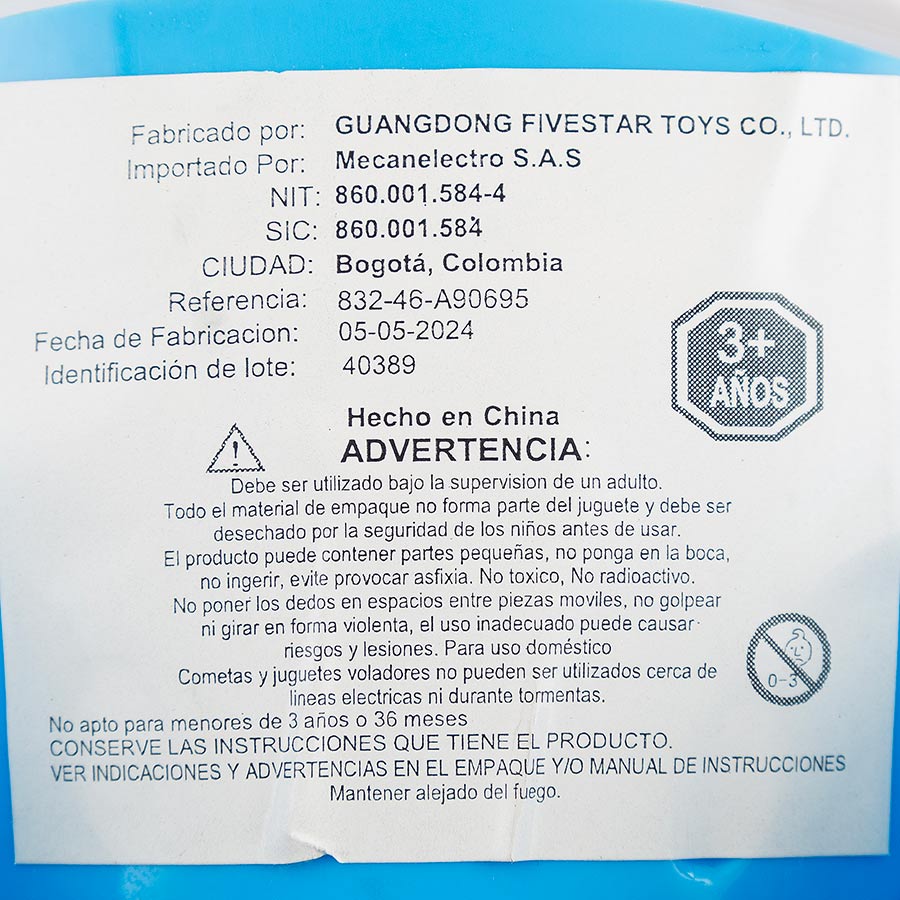 Fabricado por: GUANGDONG FIVESTAR TOYS CO., LTD.
Importado Por: Mecanelectro S.A.S
NIT: 860.001.584-4
SIC: 860.001.584
CIUDAD: Bogotá, Colombia
Referencia: 832-46-A90695
Fecha de Fabricacion: 05-05-2024
Identificación de lote: 40389
3+
AÑOS
Hecho en China
ADVERTENCIA:
!
Debe ser utilizado bajo la supervision de un adulto.
Todo el material de empaque no forma parte del juguete y debe ser
desechado por la seguridad de los niños antes de usar.
El producto puede contener partes pequeñas, no ponga en la boca,
no ingerir, evite provocar asfixia. No toxico, No radioactivo.
No poner los dedos en espacios entre piezas moviles, no golpear
ni girar en forma violenta, el uso inadecuado puede causar
riesgos y lesiones. Para uso doméstico
Cometas y juguetes voladores no pueden ser utilizados cerca de
lineas electricas ni durante tormentas.
0-3
No apto para menores de 3 años o 36 meses
CONSERVE LAS INSTRUCCIONES QUE TIENE EL PRODUCTO.
VER INDICACIONES Y ADVERTENCIAS EN EL EMPAQUE Y/O MANUAL DE INSTRUCCIONES
Mantener alejado del fuego.